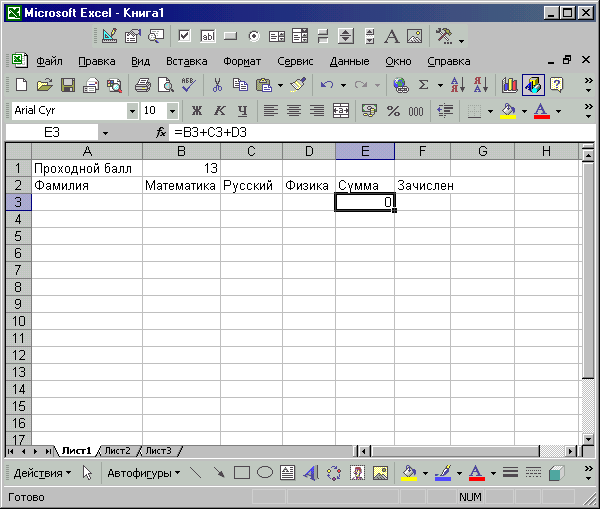 Microsoft Excel - Книга1
ab|
A
Файл Правка Вид Вставка Формат Сервис Данные Окно Справка
Σ А Я Я А
Arial Cyr 10 Ж К Ч % 000 A
E3 fx =B3+C3+D3
A B C D E F G H
1 Проходной балл 13
2 Фамилия Математика Русский Физика Сумма Зачислен
3 0
4
5
6
7
8
9
10
11
12
13
14
15
16
17
Лист1 Лист2 Лист3
Действия Автофигуры A A
Готово NUM